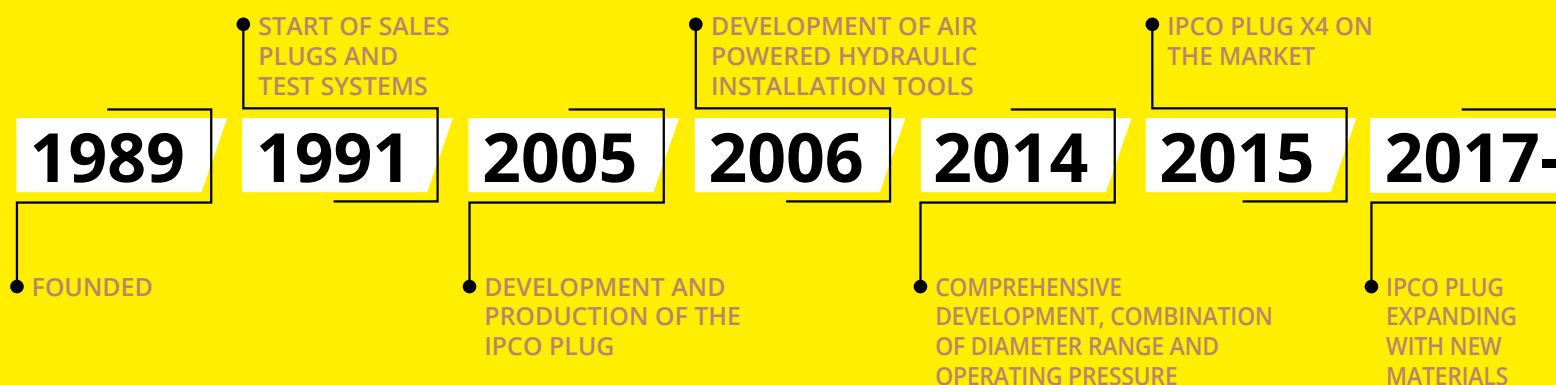 START OF SALES
PLUGS AND
TEST SYSTEMS
DEVELOPMENT OF AIR
POWERED HYDRAULIC
INSTALLATION TOOLS
IPCO PLUG X4 ON
THE MARKET
1989
1991
2005
2006
2014
2015
2017-
FOUNDED
DEVELOPMENT AND
PRODUCTION OF THE
IPCO PLUG
COMPREHENSIVE
DEVELOPMENT, COMBINATION
OF DIAMETER RANGE AND
OPERATING PRESSURE
IPCO PLUG
EXPANDING
WITH NEW
MATERIALS